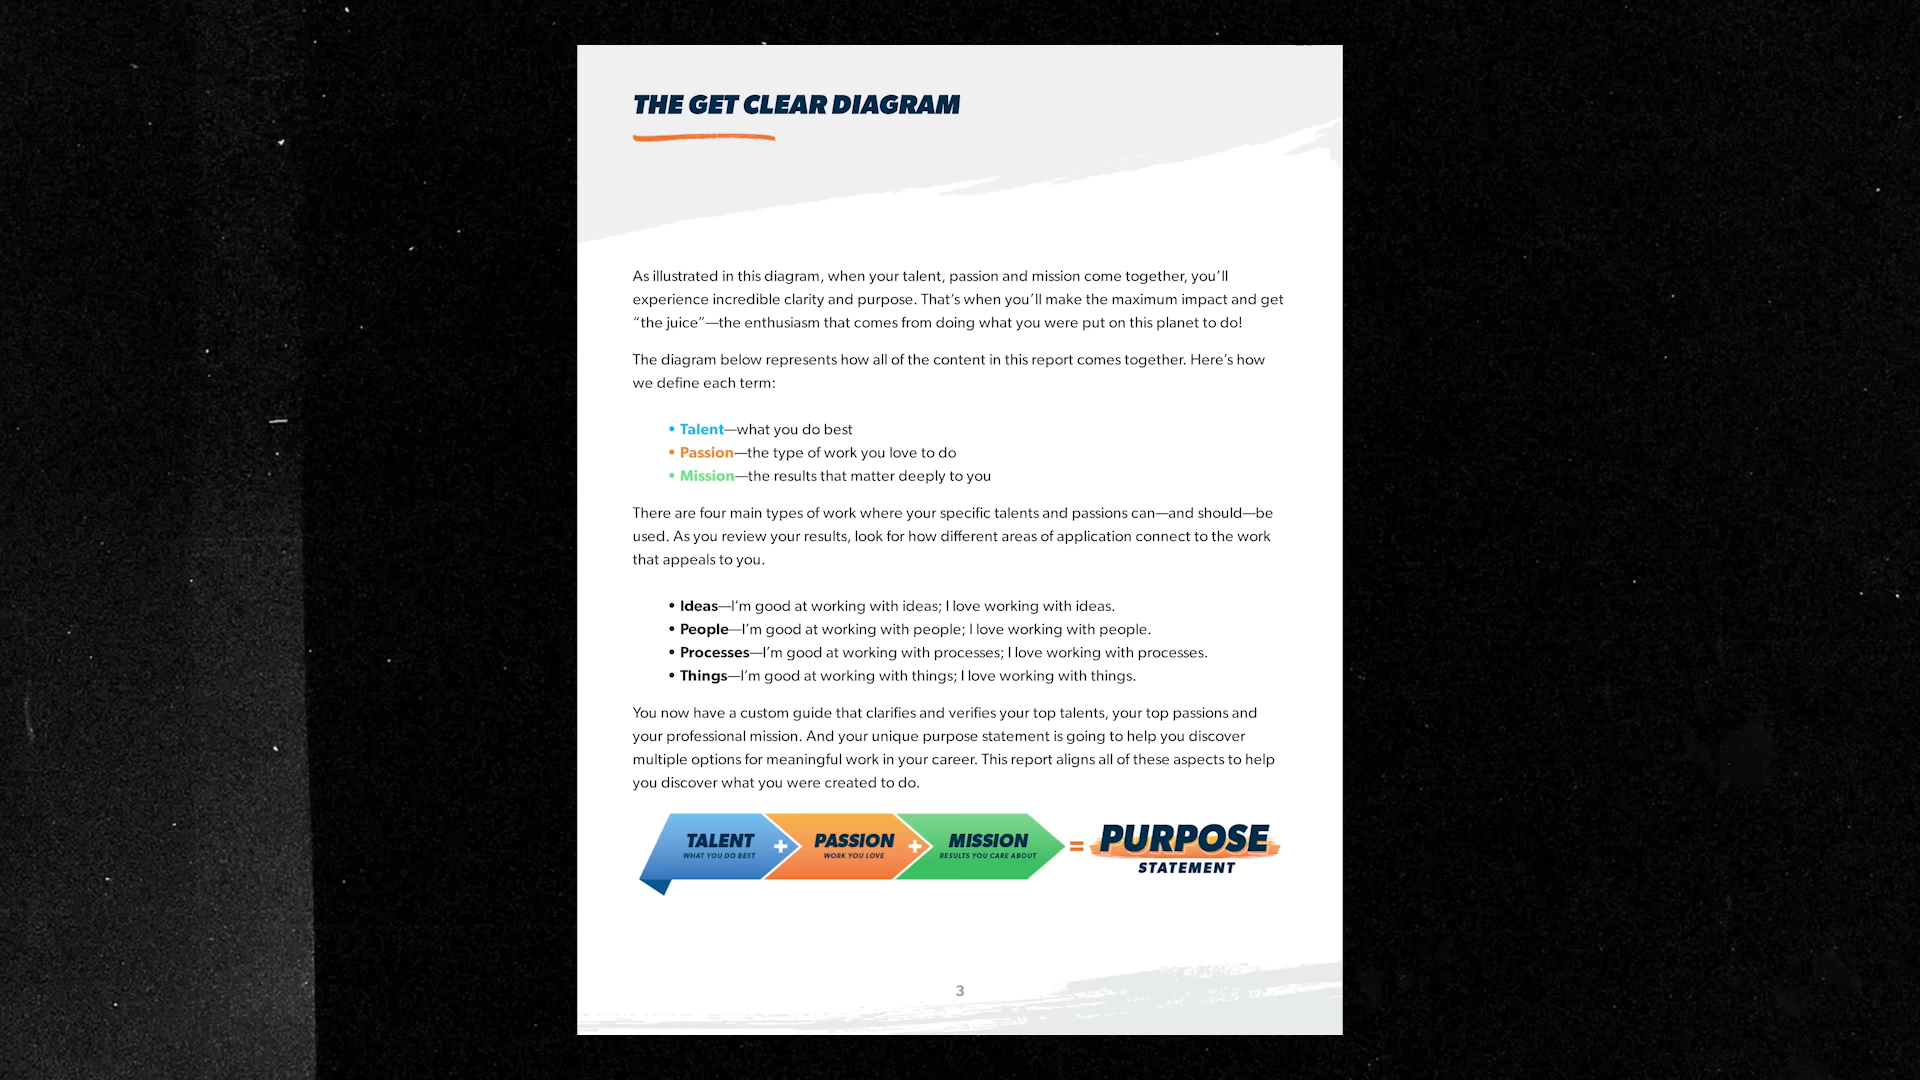 THE GET CLEAR DIAGRAM
As illustrated in this diagram, when your talent, passion and mission come together, you’ll
experience incredible clarity and purpose. That’s when you’ll make the maximum impact and get
“the juice”—the enthusiasm that comes from doing what you were put on this planet to do!
The diagram below represents how all of the content in this report comes together. Here’s how
we define each term:
• Talent—what you do best
• Passion—the type of work you love to do
• Mission—the results that matter deeply to you
There are four main types of work where your specific talents and passions can—and should—be
used. As you review your results, look for how different areas of application connect to the work
that appeals to you.
• Ideas—I’m good at working with ideas; I love working with ideas.
• People—I’m good at working with people; I love working with people.
• Processes—I’m good at working with processes; I love working with processes.
• Things—I’m good at working with things; I love working with things.
You now have a custom guide that clarifies and verifies your top talents, your top passions and
your professional mission. And your unique purpose statement is going to help you discover
multiple options for meaningful work in your career. This report aligns all of these aspects to help
you discover what you were created to do.
TALENT + PASSION + MISSION = PURPOSE
WHAT YOU DO BEST WORK YOU LOVE RESULTS YOU CARE ABOUT
STATEMENT
3